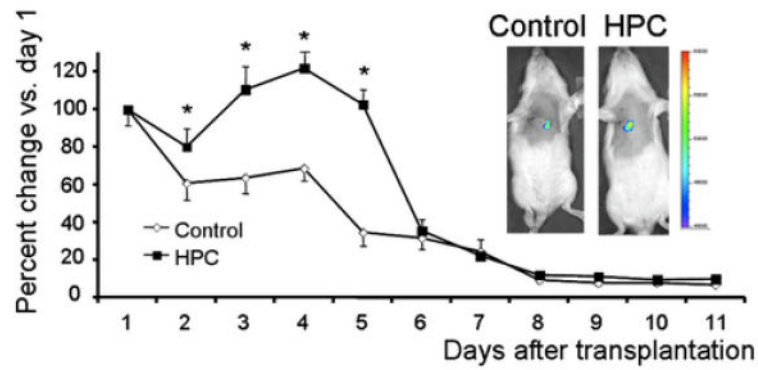 Percent change vs. day 1
120
100
80
60
40
20
0
* * * *
Control
HPC
1 2 3 4 5 6 7 8 9 10 11
Days after transplantation
Control HPC